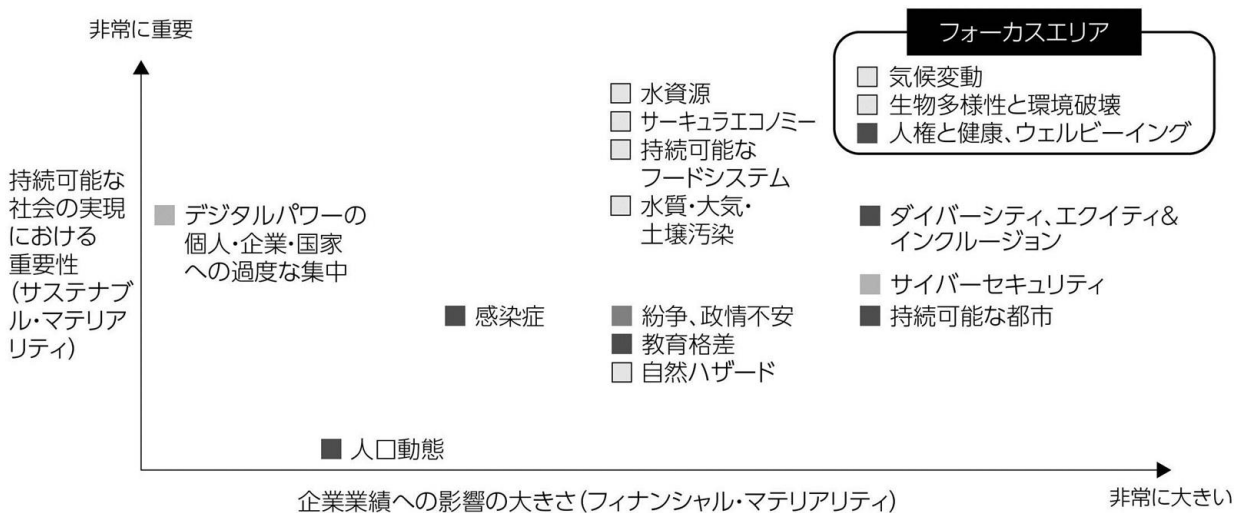 非常に重要
フォーカスエリア
気候変動
生物多様性と環境破壊
人権と健康、ウェルビーイング
水資源
サーキュラエコノミー
持続可能な
フードシステム
水質・大気・
土壌汚染
持続可能な
社会の実現
における
重要性
(サステナブ
ル・マテリア
リティ)
デジタルパワーの
個人・企業・国家
への過度な集中
ダイバーシティ、エクイティ&
インクルージョン
サイバーセキュリティ
持続可能な都市
感染症
紛争、政情不安
教育格差
自然ハザード
人口動態
企業業績への影響の大きさ(フィナンシャル・マテリアリティ)
非常に大きい